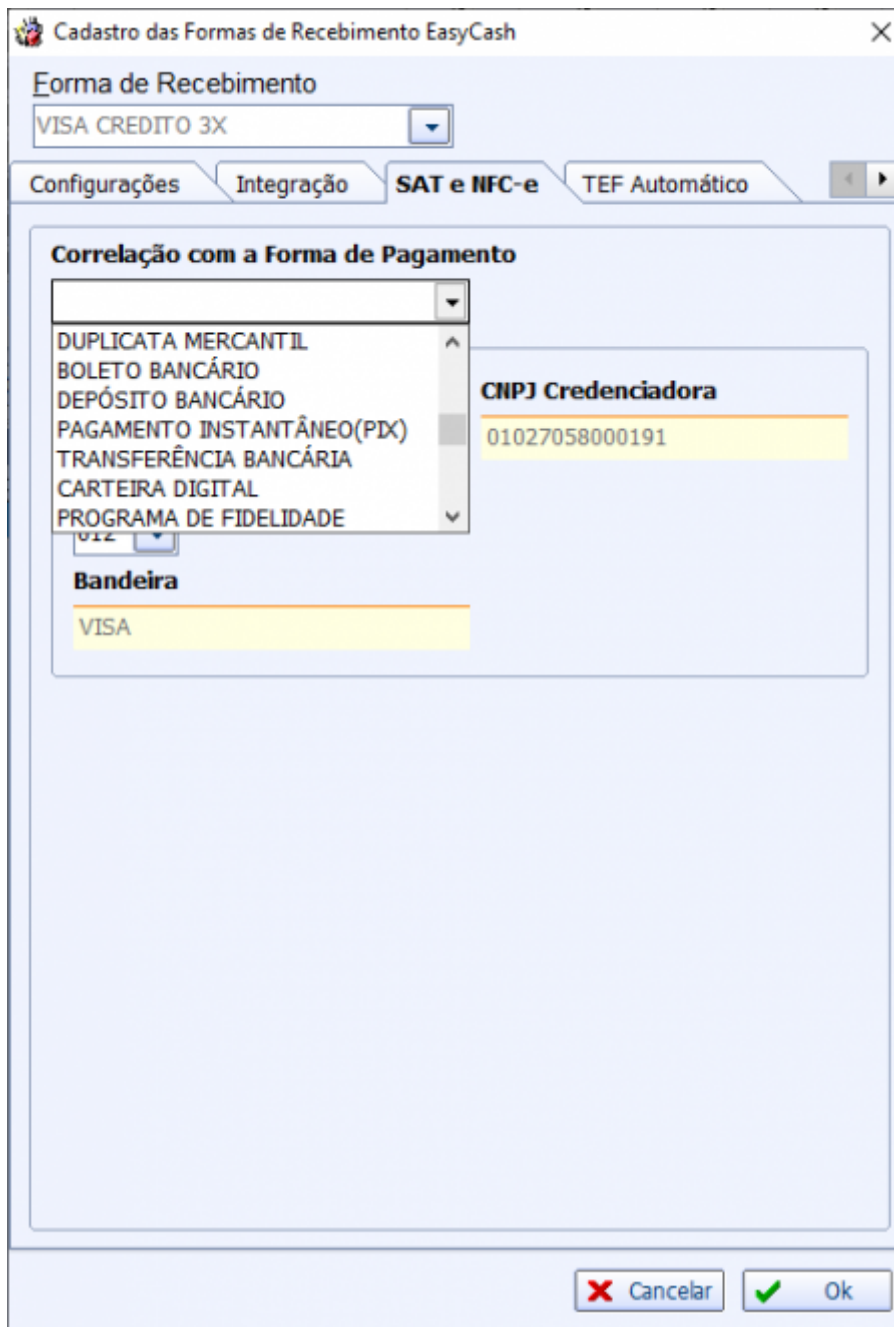 Cadastro das Formas de Recebimento EasyCash
Forma de Recebimento
VISA CREDITO 3X
Configurações Integração SAT e NFC-e TEF Automático
Correlação com a Forma de Pagamento
DUPLICATA MERCANTIL
BOLETO BANCÁRIO
DEPÓSITO BANCÁRIO
PAGAMENTO INSTANTÂNEO(PIX)
TRANSFERÊNCIA BANCÁRIA
CARTEIRA DIGITAL
PROGRAMA DE FIDELIDADE
CNPJ Credenciadora
01027058000191
012
Bandeira
VISA
Cancelar Ok